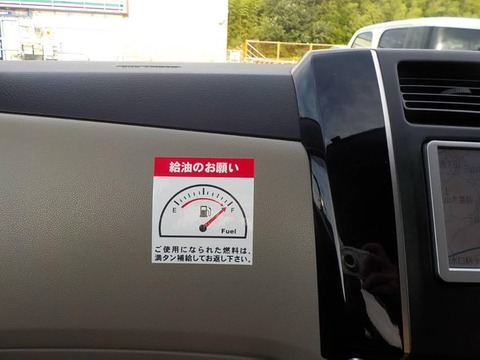 給油のお願い
E F
Fuel
ご使用になられた燃料は、
満タン補給してお返し下さい。